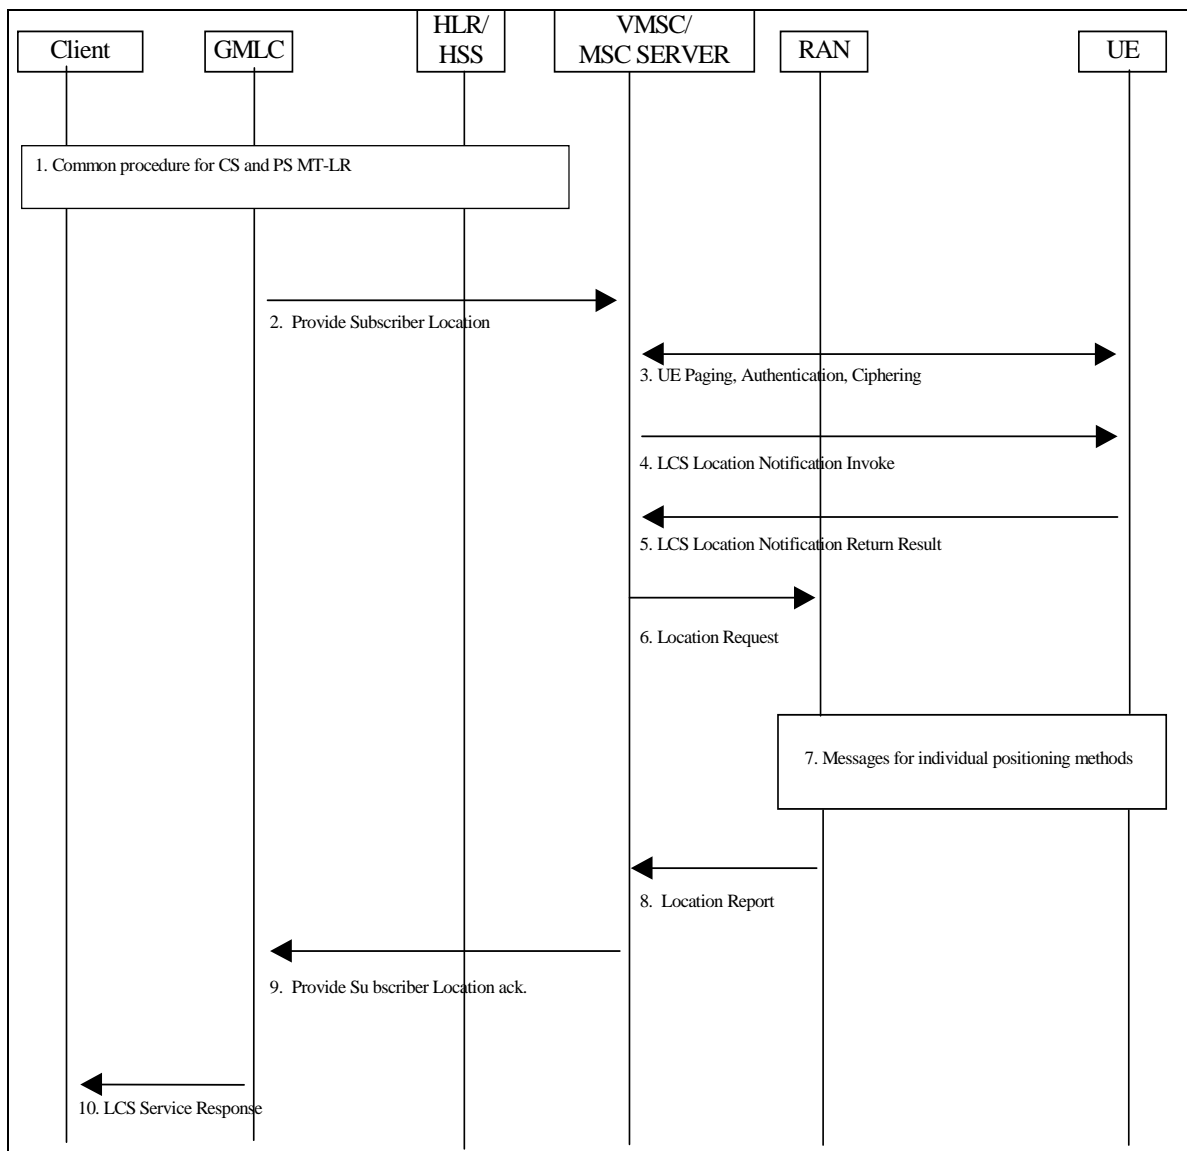 Client
GMLC
HLR/
HSS
VMSC/
MSC SERVER
RAN
UE
1. Common procedure for CS and PS MT-LR
2. Provide Subscriber Location
3. UE Paging, Authentication, Ciphering
4. LCS Location Notification Invoke
5. LCS Location Notification Return Result
6. Location Request
7. Messages for individual positioning methods
8. Location Report
9. Provide Su bscriber Location ack.
10. LCS Service Response